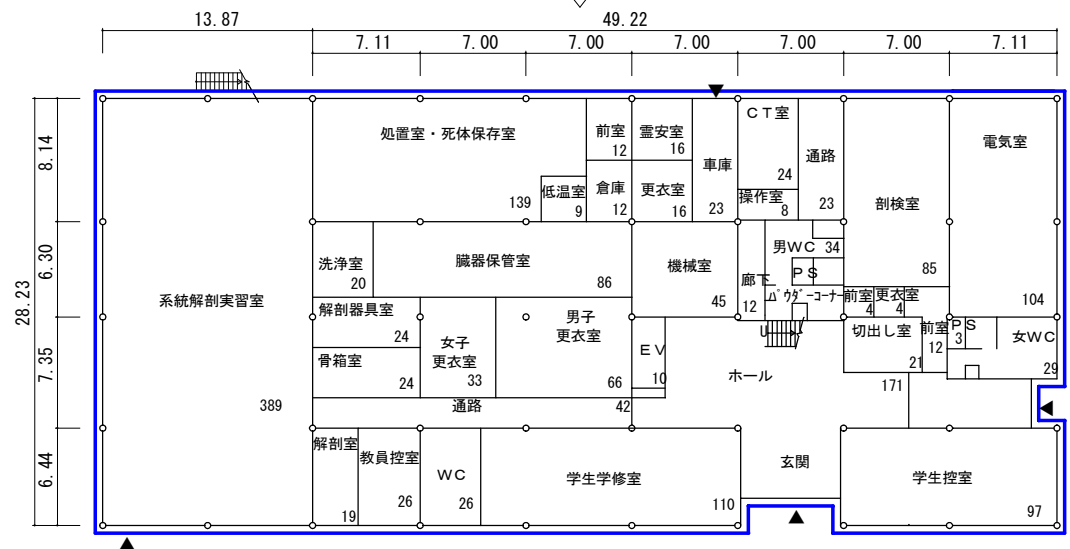 13.87
49.22
7.11
7.00
7.00
7.00
7.00
7.00
7.11
28.23
8.14
6.30
7.35
6.44
処置室・死体保存室
139
低温室
9
前室
12
倉庫
12
霊安室
16
更衣室
16
車庫
23
CT室
24
操作室
8
通路
23
剖検室
85
電気室
104
系統解剖実習室
389
洗浄室
20
臓器保管室
86
機械室
45
廊下
12
男WC 34
PS
パウダーコーナー
前室
4
更衣室
4
解剖器具室
24
骨箱室
24
女子
更衣室
33
男子
更衣室
66
EV
10
U
ホール
171
切出し室
21
前室
12
PS
3
女WC
29
通路
42
解剖室
19
教員控室
26
WC
26
学生学修室
110
玄関
学生控室
97